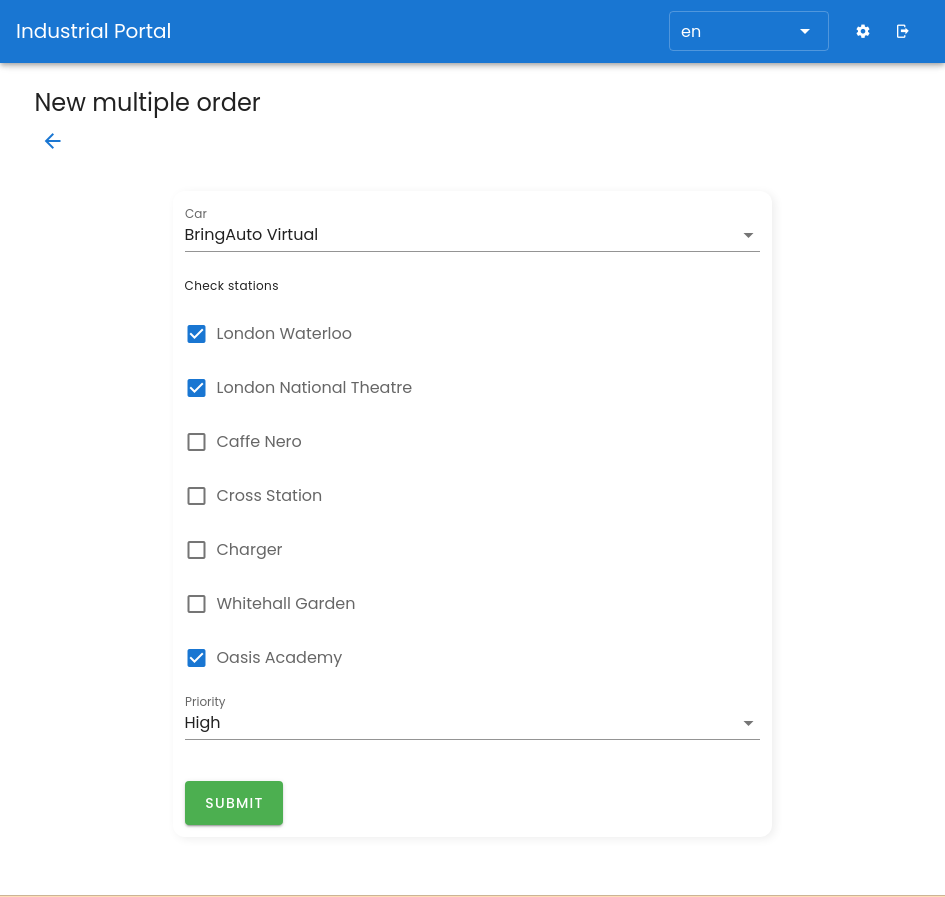 Industrial Portal
en
New multiple order
Car
BringAuto Virtual
Check stations
London Waterloo
London National Theatre
Caffe Nero
Cross Station
Charger
Whitehall Garden
Oasis Academy
Priority
High
SUBMIT